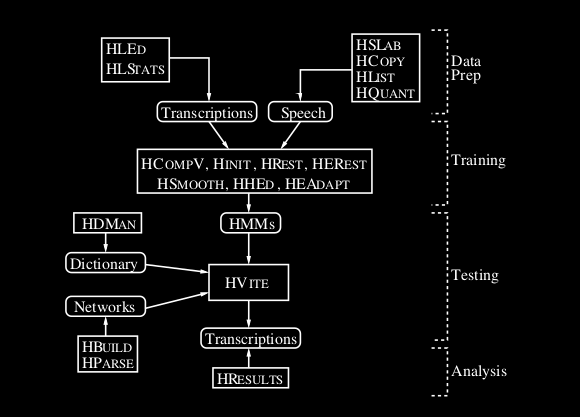 HLED
HLSTATS
HSLAB
HCOPY
HLIST
HQUANT
Data
Prep
Transcriptions
Speech
HCOMPV, HINIT, HREST, HEREST
HSMOOTH, HHED, HEADAPT
Training
HMMs
HDMAN
Dictionary
HVITE
Testing
Networks
HBUILD
HPARSE
Transcriptions
HRESULTS
Analysis